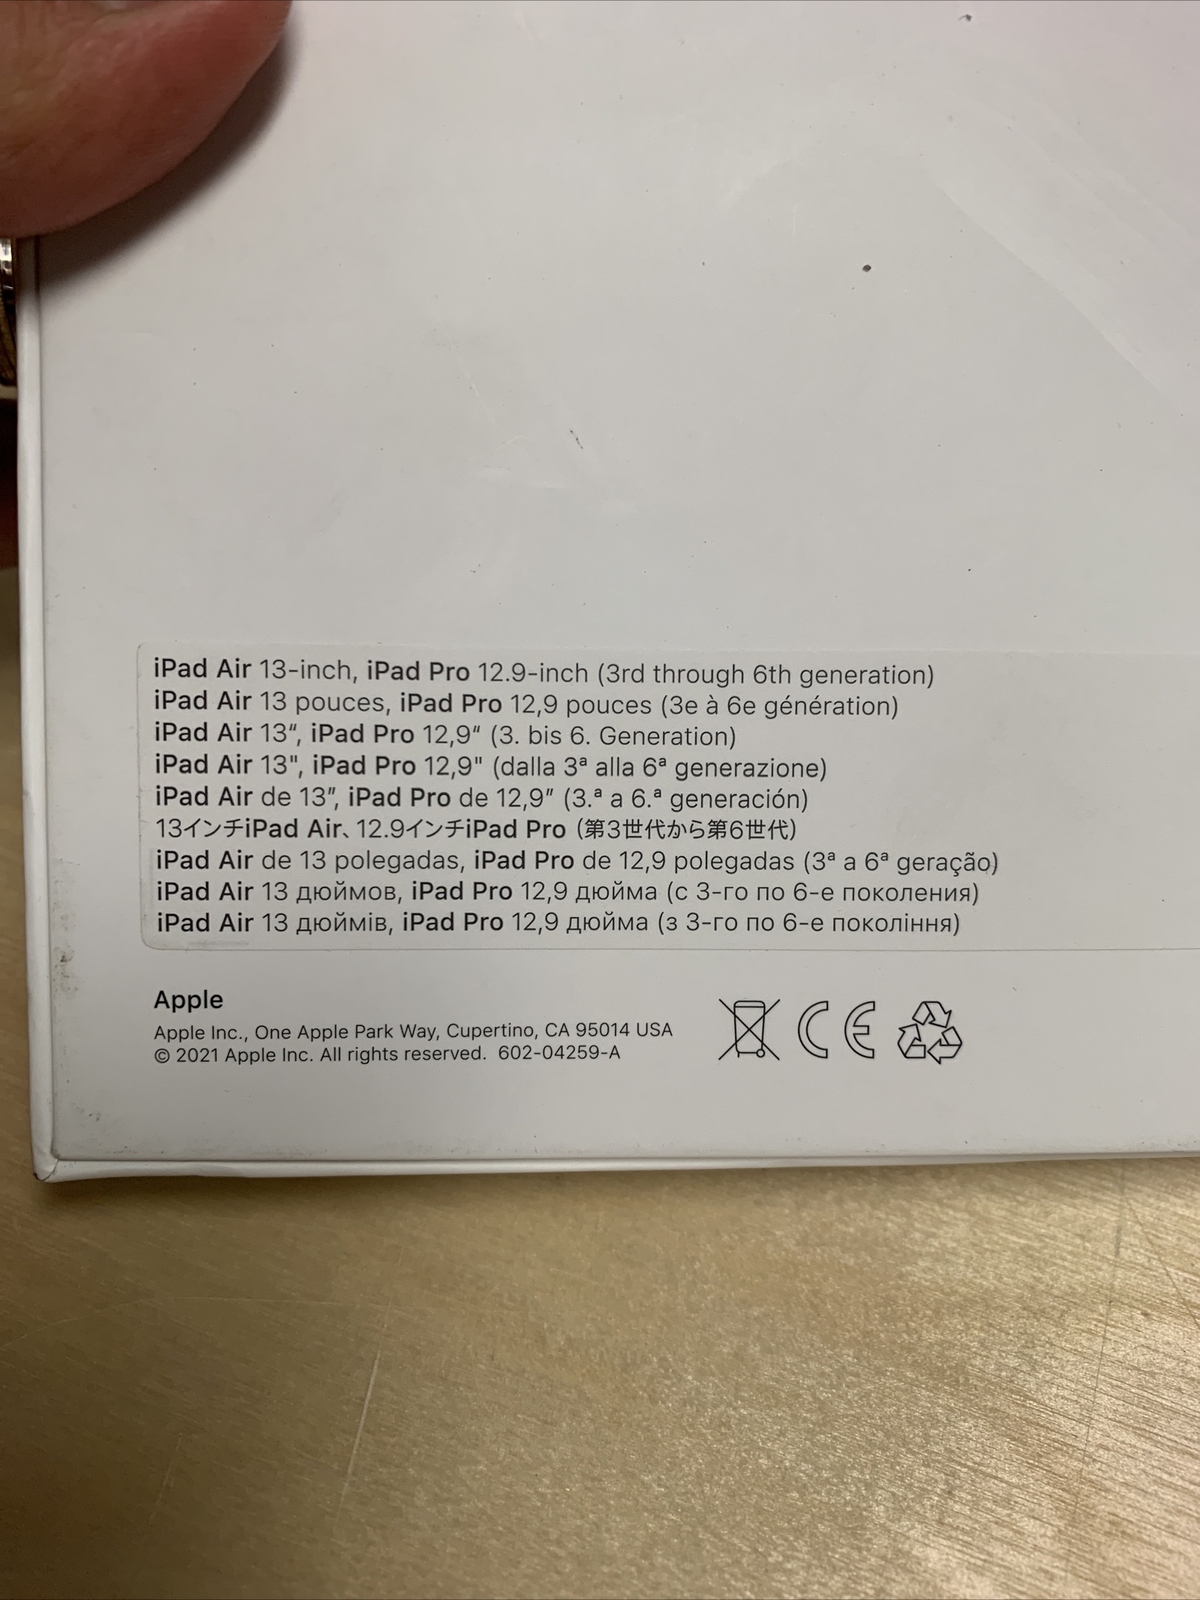 iPad Air 13-inch, iPad Pro 12.9-inch (3rd through 6th generation)
iPad Air 13 pouces, iPad Pro 12,9 pouces (3e à 6e génération)
iPad Air 13“, iPad Pro 12,9“ (3. bis 6. Generation)
iPad Air 13", iPad Pro 12,9" (dalla 3ª alla 6ª generazione)
iPad Air de 13”, iPad Pro de 12,9” (3.ª a 6.ª generación)
13インチiPad Air、12.9インチiPad Pro（第3世代から第6世代）
iPad Air de 13 polegadas, iPad Pro de 12,9 polegadas (3ª a 6ª geração)
iPad Air 13 дюймов, iPad Pro 12,9 дюйма (с 3-го по 6-е поколения)
iPad Air 13 дюймів, iPad Pro 12,9 дюйма (з 3-го по 6-е покоління)
Apple
Apple Inc., One Apple Park Way, Cupertino, CA 95014 USA
© 2021 Apple Inc. All rights reserved. 602-04259-A
CE